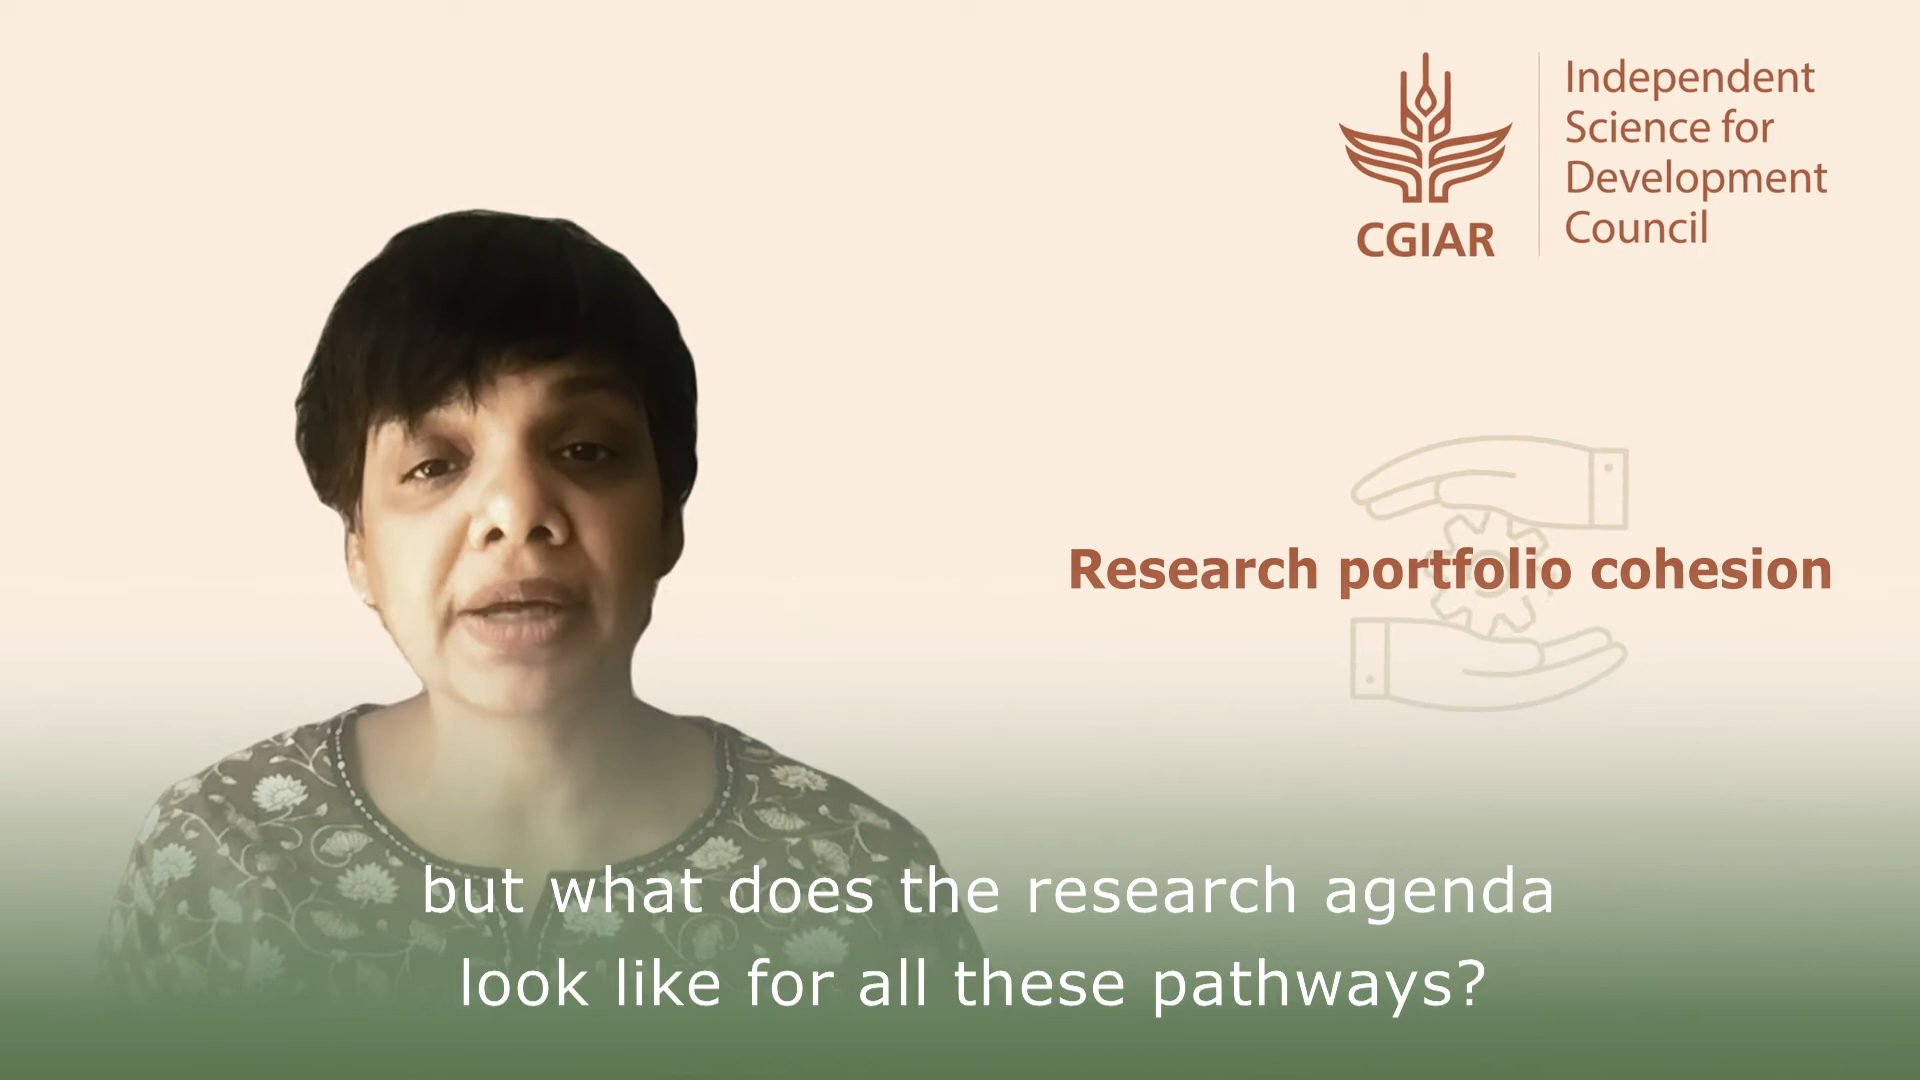 Independent
Science for
Development
Council
CGIAR
Research portfolio cohesion
but what does the research agenda
look like for all these pathways?